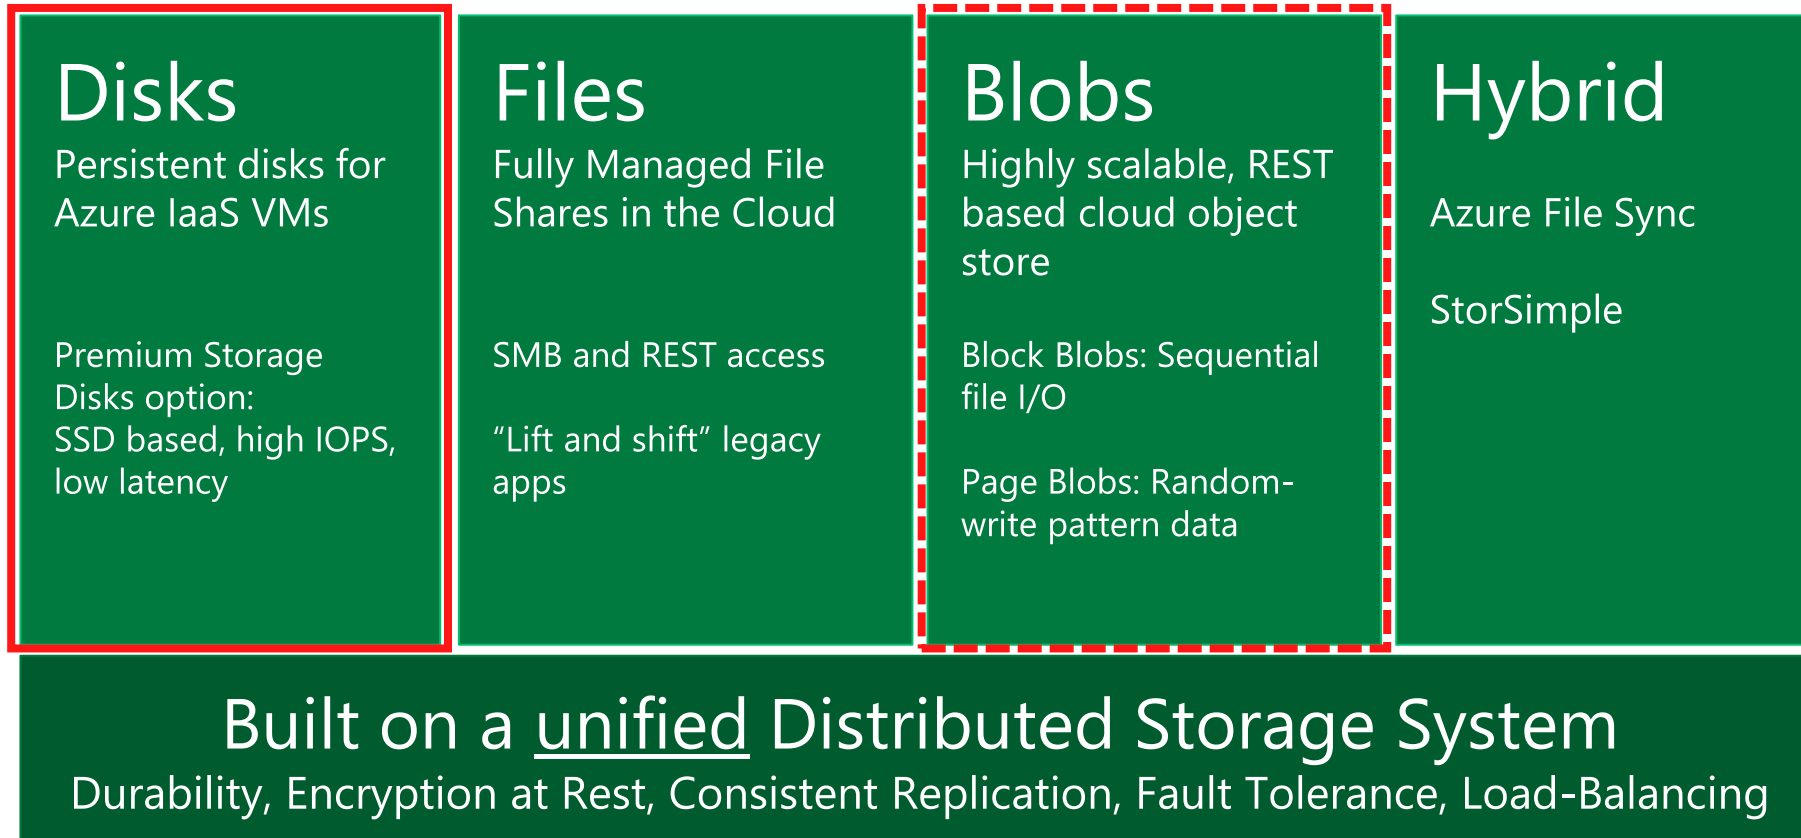 Disks
Persistent disks for
Azure IaaS VMs
Premium Storage
Disks option:
SSD based, high IOPS,
low latency
Files
Fully Managed File
Shares in the Cloud
SMB and REST access
“Lift and shift” legacy
apps
Blobs
Highly scalable, REST
based cloud object
store
Block Blobs: Sequential
file I/O
Page Blobs: Random-
write pattern data
Hybrid
Azure File Sync
StorSimple
Built on a unified Distributed Storage System
Durability, Encryption at Rest, Consistent Replication, Fault Tolerance, Load-Balancing